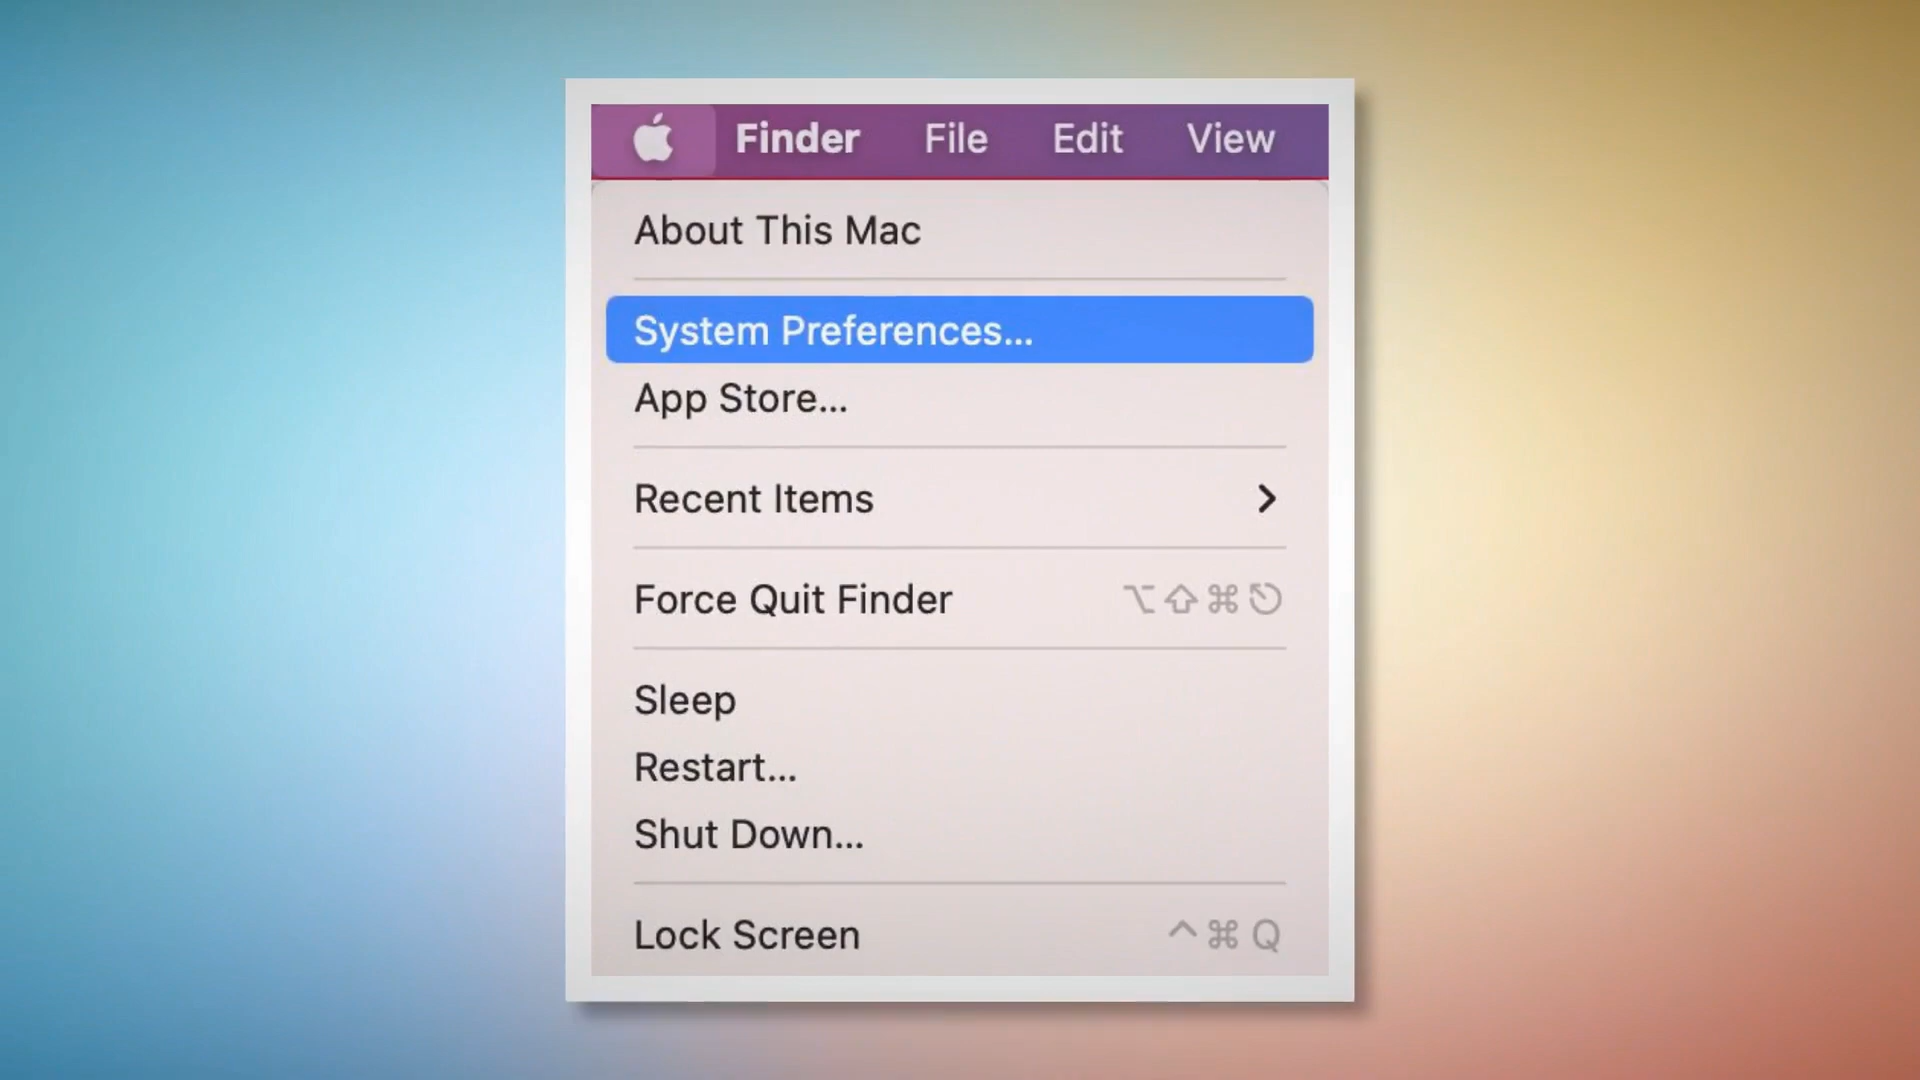 Finder File Edit View
About This Mac
System Preferences...
App Store...
Recent Items
Force Quit Finder ⌥⇧⌘⎋
Sleep
Restart...
Shut Down...
Lock Screen ^⌘Q